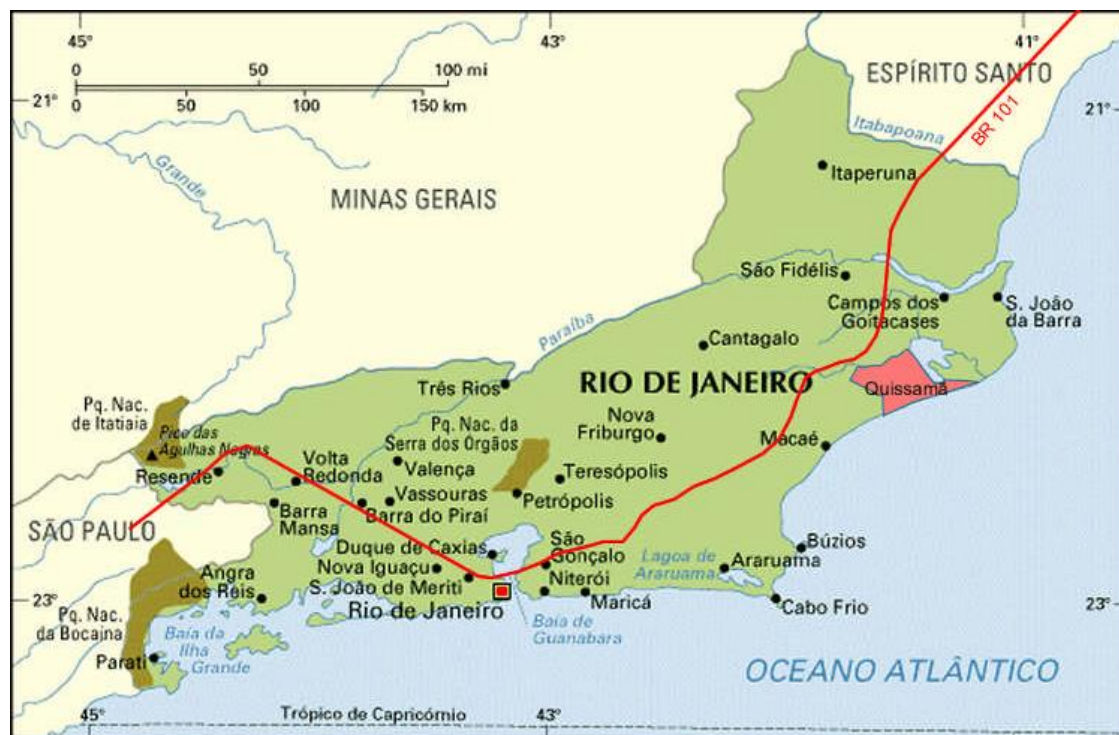 45°
43°
41°
0 50 100 mi
0 50 100 150 km
21°
ESPÍRITO SANTO
BR 101
21°
Itabapoana
Grande
Itaperuna
MINAS GERAIS
São Fidélis
Campos dos
Goitacases
S. João
da Barra
Paraíba
Cantagalo
RIO DE JANEIRO
Quissamã
Três Rios
Pq. Nac.
de Itatiaia
Pico das
Agulhas Negras
Pq. Nac. da
Serra dos Órgãos
Nova
Friburgo
Macaé
Resende
Volta
Redonda
Valença
Teresópolis
Vassouras
Petrópolis
Barra
Mansa
Barra do Piraí
SÃO PAULO
Duque de Caxias
São
Gonçalo
Lagoa de
Araruama
Araruama
Búzios
Angra
dos Reis
Nova Iguaçu
S. João de Meriti
Niterói
23°
Rio de Janeiro
Maricá
Cabo Frio
23°
Pq. Nac.
da Bocaina
Baía da
Ilha
Grande
Baía de
Guanabara
Parati
OCEANO ATLÂNTICO
45°
Trópico de Capricórnio
43°